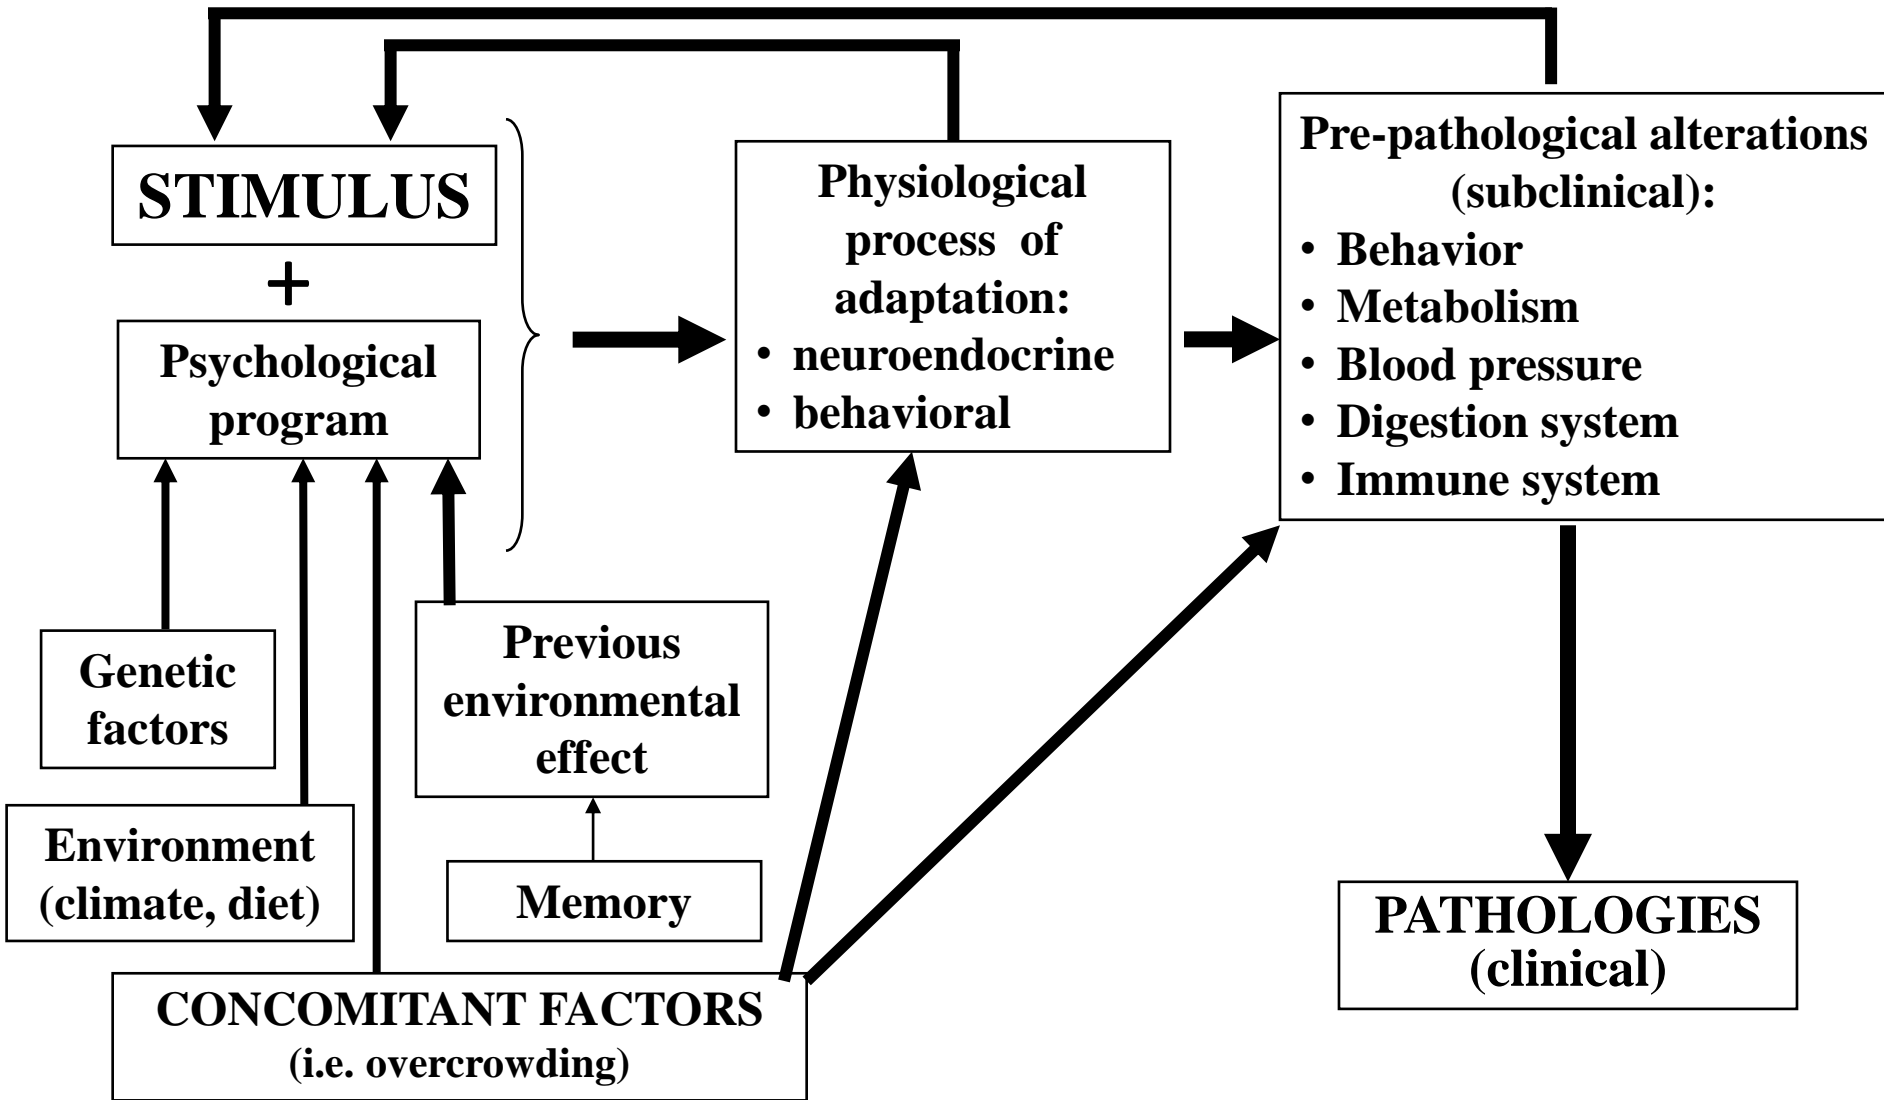 STIMULUS
+
Psychological
program
Physiological
process of
adaptation:
• neuroendocrine
• behavioral
Pre-pathological alterations
(subclinical):
• Behavior
• Metabolism
• Blood pressure
• Digestion system
• Immune system
Genetic
factors
Previous
environmental
effect
Environment
(climate, diet)
Memory
CONCOMITANT FACTORS
(i.e. overcrowding)
PATHOLOGIES
(clinical)